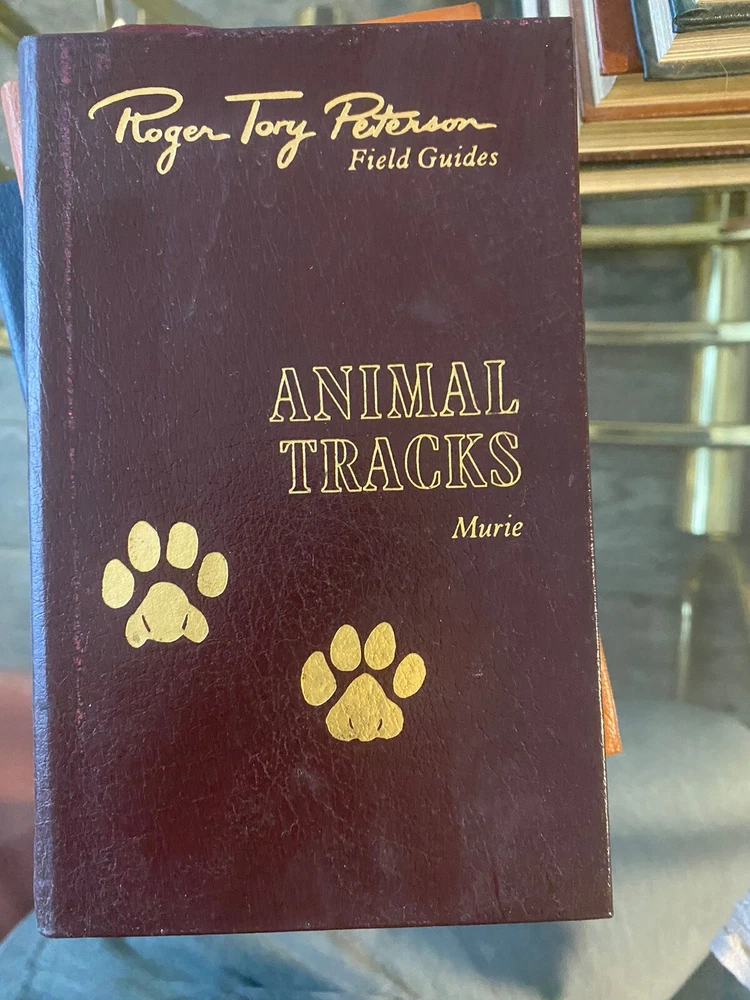 Roger Tory Peterson
Field Guides
ANIMAL
TRACKS
Murie